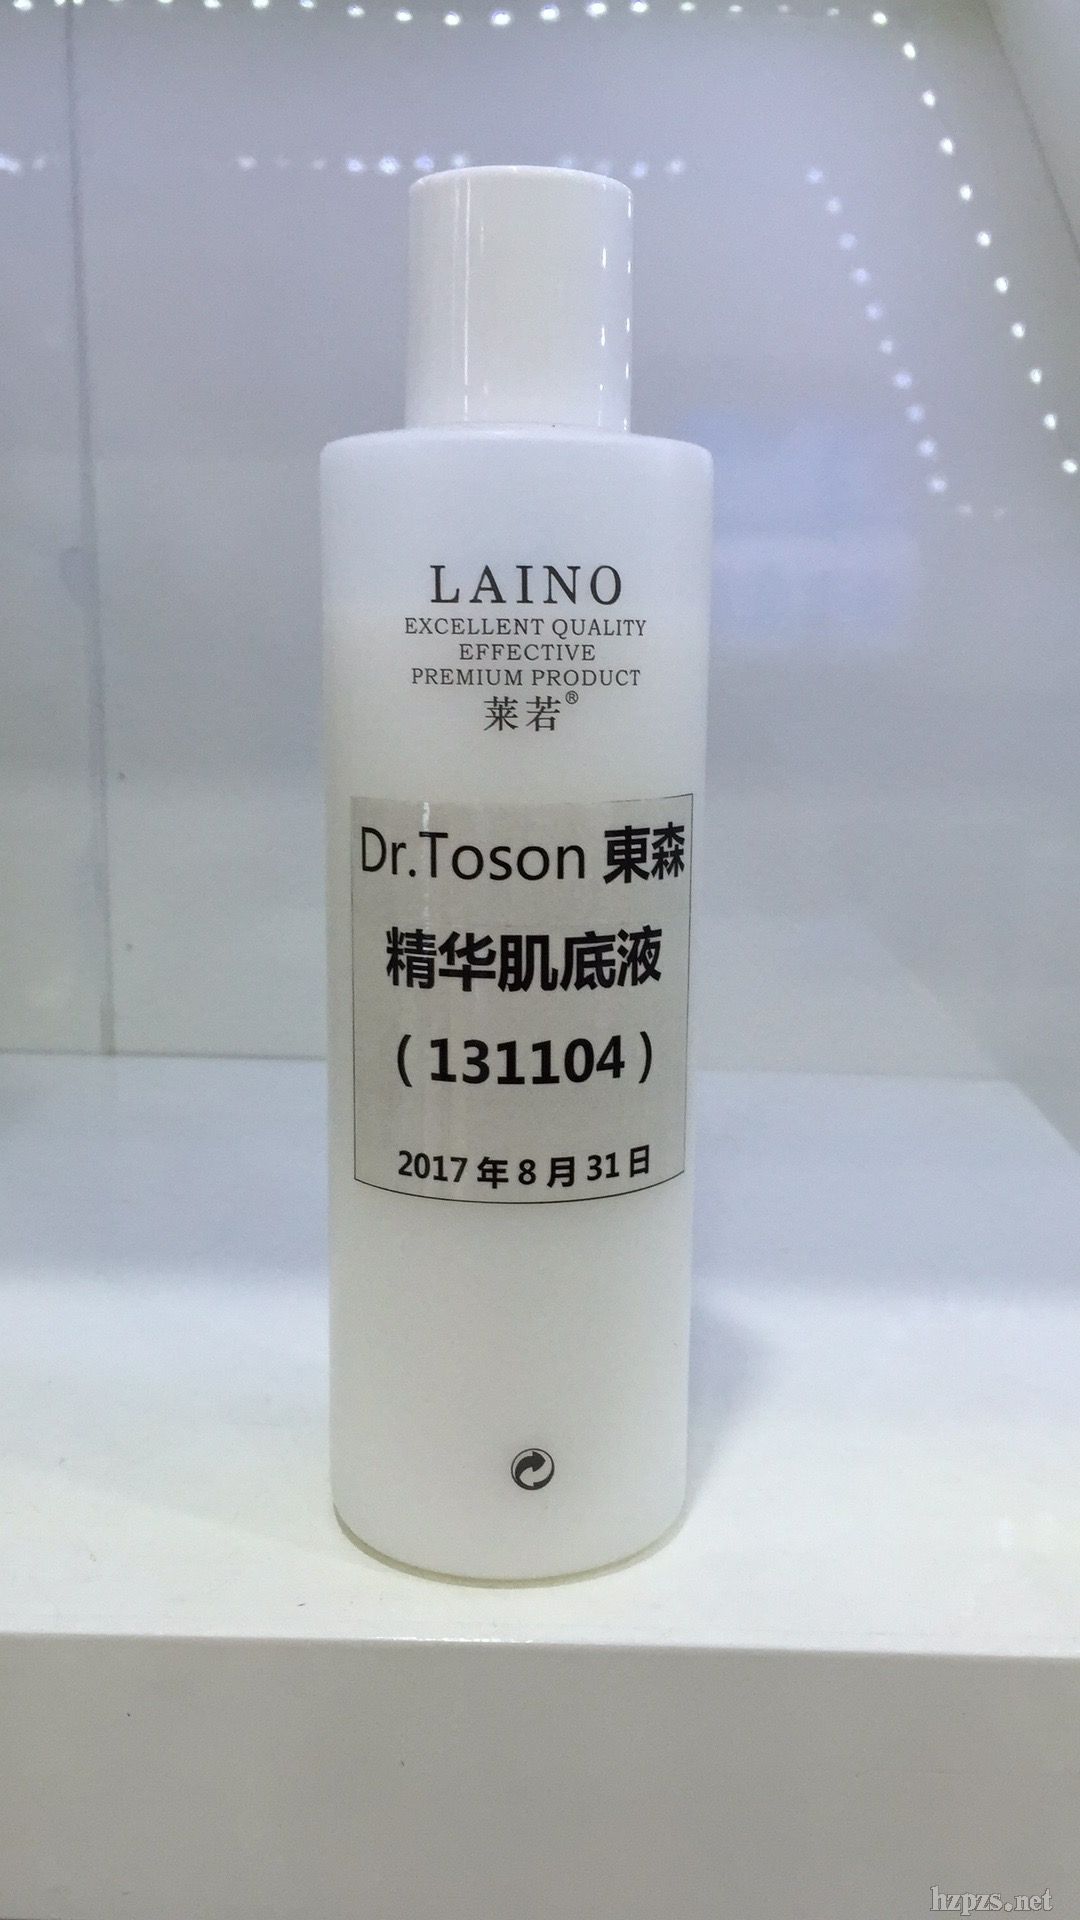 LAINO
EXCELLENT QUALITY
EFFECTIVE
PREMIUM PRODUCT
莱若®
Dr.Toson 東森
精华肌底液
(131104)
2017年8月31日
hzpzs.net